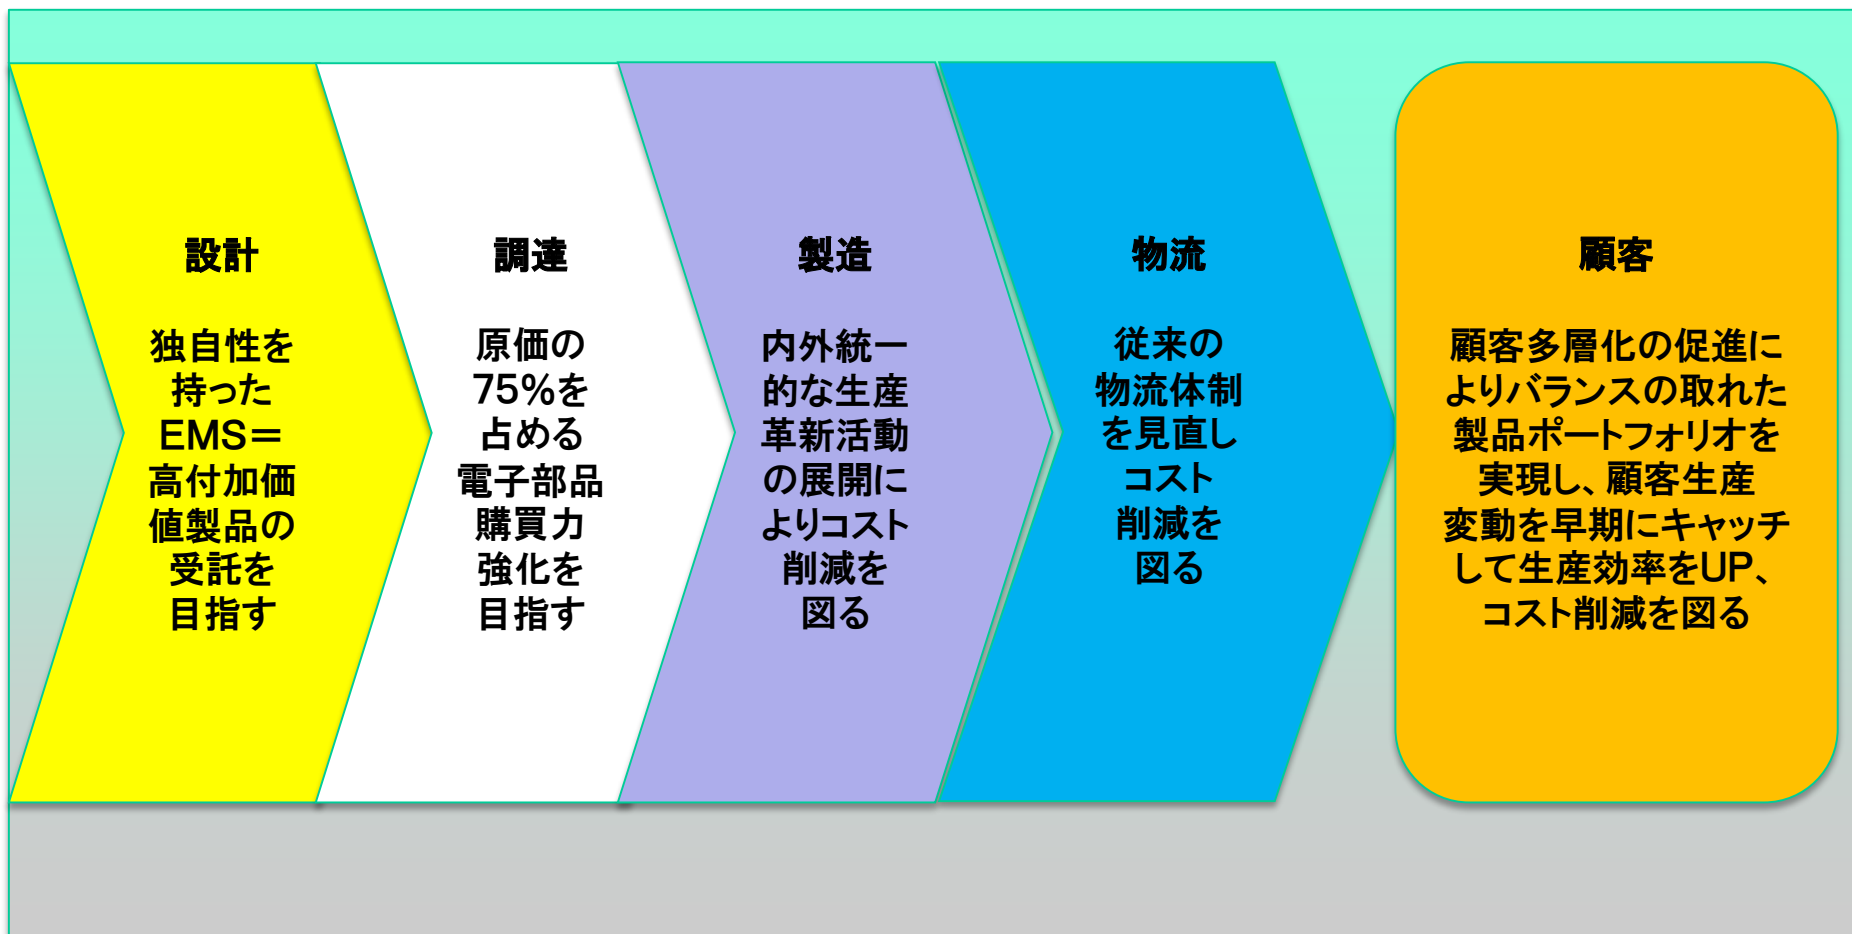 設計
独自性を
持った
EMS＝
高付加価
値製品の
受託を
目指す
調達
原価の
75％を
占める
電子部品
購買力
強化を
目指す
製造
内外統一
的な生産
革新活動
の展開に
よりコスト
削減を
図る
物流
従来の
物流体制
を見直し
コスト
削減を
図る
顧客
顧客多層化の促進に
よりバランスの取れた
製品ポートフォリオを
実現し、顧客生産
変動を早期にキャッチ
して生産効率をUP、
コスト削減を図る